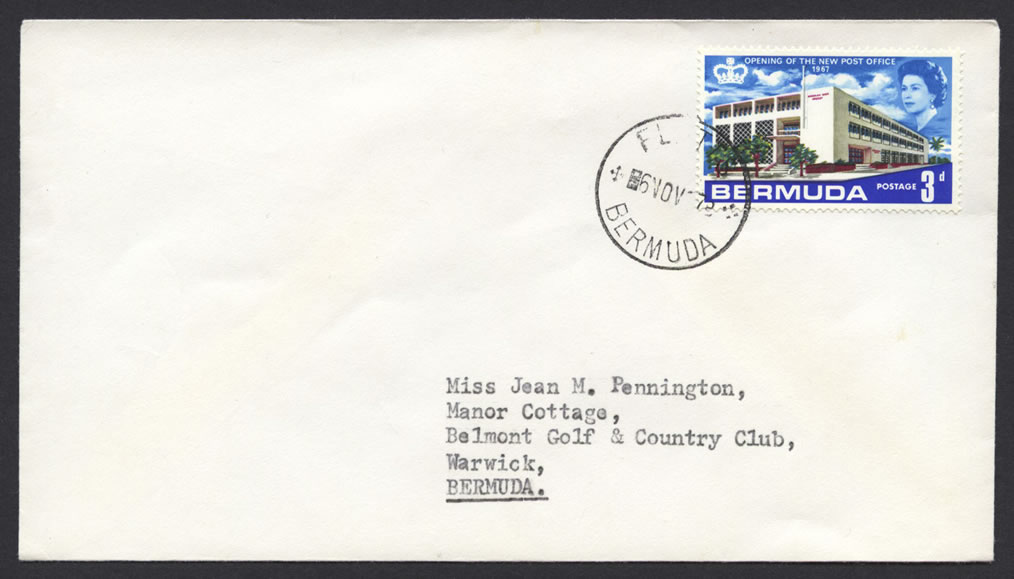 OPENING OF THE NEW POST OFFICE
1967
BERMUDA POSTAGE 3d
BERMUDA
Miss Jean M. Pennington,
Manor Cottage,
Belmont Golf & Country Club,
Warwick,
BERMUDA.